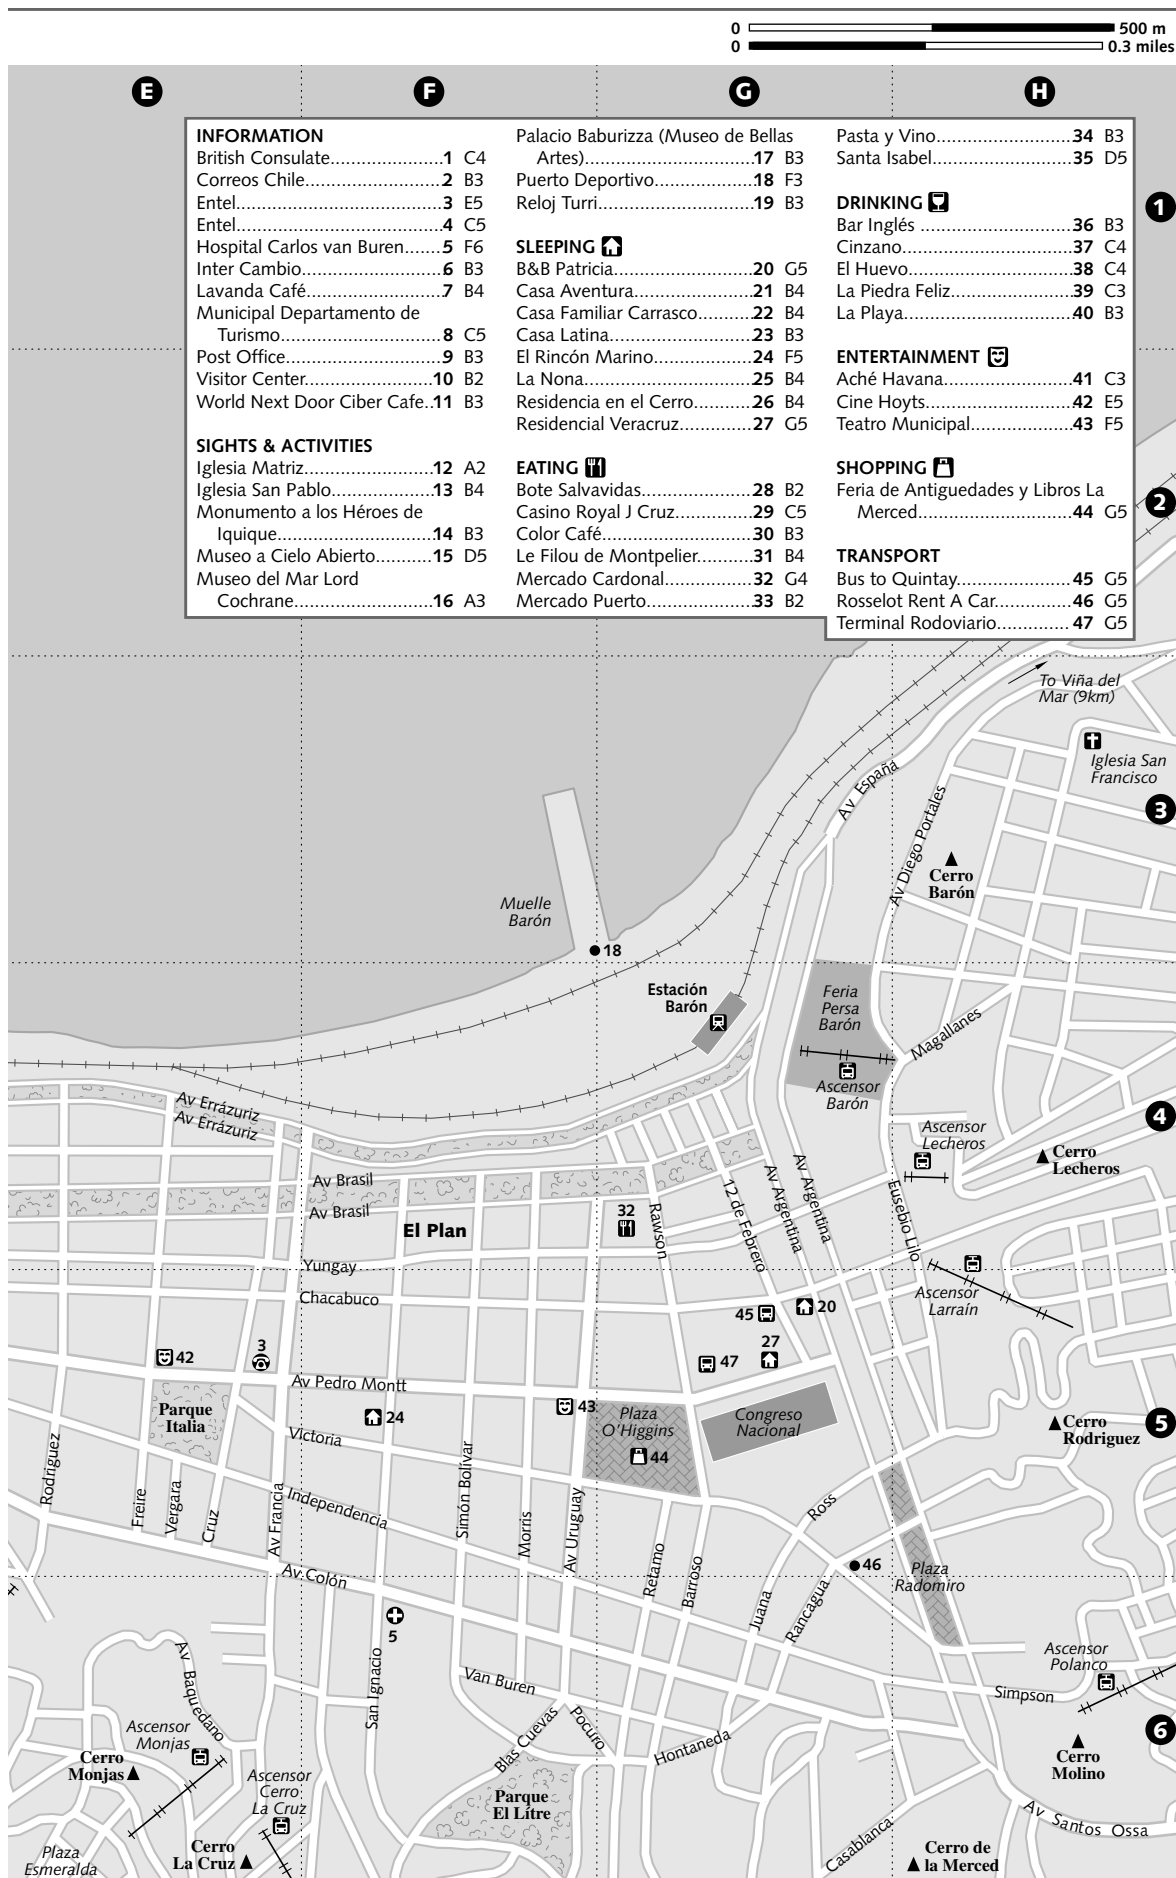 0 500 m
0 0.3 miles
E F G H
INFORMATION
British Consulate.......................1 C4
Correos Chile............................2 B3
Entel........................................3 E5
Entel........................................4 C5
Hospital Carlos van Buren.......5 F6
Inter Cambio............................6 B3
Lavanda Café............................7 B4
Municipal Departamento de
Turismo................................8 C5
Post Office................................9 B3
Visitor Center..........................10 B2
World Next Door Ciber Cafe..11 B3
SIGHTS & ACTIVITIES
Iglesia Matriz..........................12 A2
Iglesia San Pablo.....................13 B4
Monumento a los Héroes de
Iquique...............................14 B3
Museo a Cielo Abierto...........15 D5
Museo del Mar Lord
Cochrane............................16 A3
Palacio Baburizza (Museo de Bellas
Artes)..................................17 B3
Puerto Deportivo....................18 F3
Reloj Turri...............................19 B3
SLEEPING
B&B Patricia............................20 G5
Casa Aventura.........................21 B4
Casa Familiar Carrasco............22 B4
Casa Latina..............................23 B3
El Rincón Marino.....................24 F5
La Nona..................................25 B4
Residencia en el Cerro.............26 B4
Residencial Veracruz................27 G5
EATING
Bote Salvavidas........................28 B2
Casino Royal J Cruz.................29 C5
Color Café...............................30 B3
Le Filou de Montpelier............31 B4
Mercado Cardonal...................32 G4
Mercado Puerto.......................33 B2
Pasta y Vino............................34 B3
Santa Isabel.............................35 D5
DRINKING
Bar Inglés ...............................36 B3
Cinzano...................................37 C4
El Huevo..................................38 C4
La Piedra Feliz.........................39 C3
La Playa...................................40 B3
ENTERTAINMENT
Aché Havana...........................41 C3
Cine Hoyts...............................42 E5
Teatro Municipal.....................43 F5
SHOPPING
Feria de Antiguedades y Libros La
Merced................................44 G5
TRANSPORT
Bus to Quintay........................45 G5
Rosselot Rent A Car.................46 G5
Terminal Rodoviario................47 G5
1
2
To Viña del
Mar (9km)
Iglesia San
Francisco
Av España
3
Av Diego Portales
Cerro
Barón
Muelle
Barón
18
Estación
Barón
Feria
Persa
Barón
Magallanes
Ascensor
Barón
Av Errázuriz
Av Errázuriz
4
Ascensor
Lecheros
Cerro
Lecheros
Av Brasil
Av Brasil
El Plan
32
Rawson
12 de Febrero
Av Argentina
Av Argentina
Eusebio Lilo
Yungay
Chacabuco
Ascensor
Larraín
45
20
27
47
42
3
Av Pedro Montt
Parque
Italia
24
43
Plaza
O'Higgins
44
Congreso
Nacional
Cerro
Rodriguez
5
Victoria
Rodriguez
Freire
Vergara
Cruz
Av Francia
Independencia
Simón Bolívar
Morris
Av Uruguay
Retamo
Barroso
Ross
46
Plaza
Radomiro
Av Colón
Juana
Rancagua
5
Av Baquedano
San Ignacio
Van Buren
Ascensor
Polanco
Simpson
6
Ascensor
Monjas
Cerro
Monjas
Ascensor
Cerro
La Cruz
Blas Cuevas
Pocuro
Hontaneda
Cerro
Molino
Parque
El Lítre
Av Santos Ossa
Plaza
Esmeralda
Cerro
La Cruz
Casablanca
Cerro de
la Merced